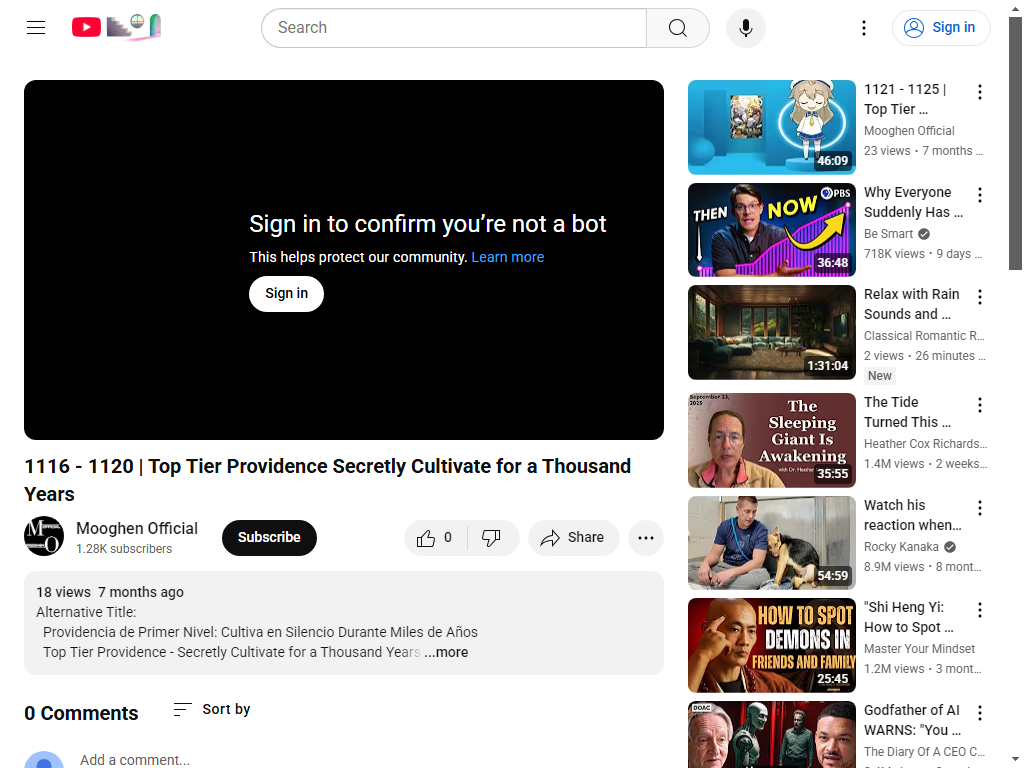 Search
Sign in
Sign in to confirm you’re not a bot
This helps protect our community. Learn more
Sign in
1116 - 1120 | Top Tier Providence Secretly Cultivate for a Thousand
Years
Mooghen Official
1.28K subscribers
Subscribe
0
Share
18 views 7 months ago
Alternative Title:
Providencia de Primer Nivel: Cultiva en Silencio Durante Miles de Años
Top Tier Providence - Secretly Cultivate for a Thousand Years ...more
0 Comments
Sort by
Add a comment...
46:09
1121 - 1125 |
Top Tier ...
Mooghen Official
23 views • 7 months ...
THEN
NOW
PBS
36:48
Why Everyone
Suddenly Has ...
Be Smart
718K views • 9 days ...
1:31:04
Relax with Rain
Sounds and ...
Classical Romantic R...
2 views • 26 minutes ...
New
September 23,
2025
The
Sleeping
Giant Is
Awakening
35:55
The Tide
Turned This ...
Heather Cox Richards...
1.4M views • 2 weeks...
54:59
Watch his
reaction when...
Rocky Kanaka
8.9M views • 8 mont...
HOW TO SPOT
DEMONS IN
FRIENDS AND FAMILY
25:45
"Shi Heng Yi:
How to Spot ...
Master Your Mindset
1.2M views • 3 mont...
DOAC
Godfather of AI
WARNS: "You ...
The Diary Of A CEO C...